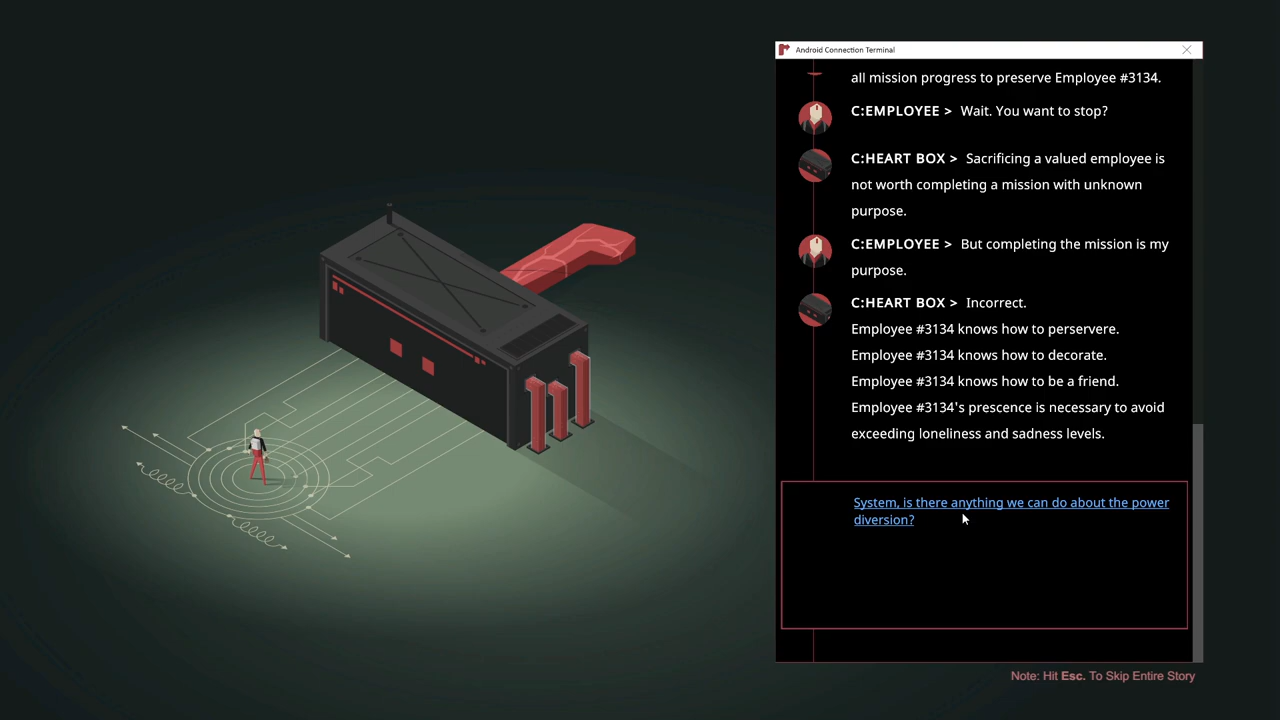 Android Connection Terminal
all mission progress to preserve Employee #3134.
C:EMPLOYEE > Wait. You want to stop?
C:HEART BOX > Sacrificing a valued employee is
not worth completing a mission with unknown
purpose.
C:EMPLOYEE > But completing the mission is my
purpose.
C:HEART BOX > Incorrect.
Employee #3134 knows how to perservere.
Employee #3134 knows how to decorate.
Employee #3134 knows how to be a friend.
Employee #3134's prescence is necessary to avoid
exceeding loneliness and sadness levels.
System, is there anything we can do about the power
diversion?
Note: Hit Esc. To Skip Entire Story